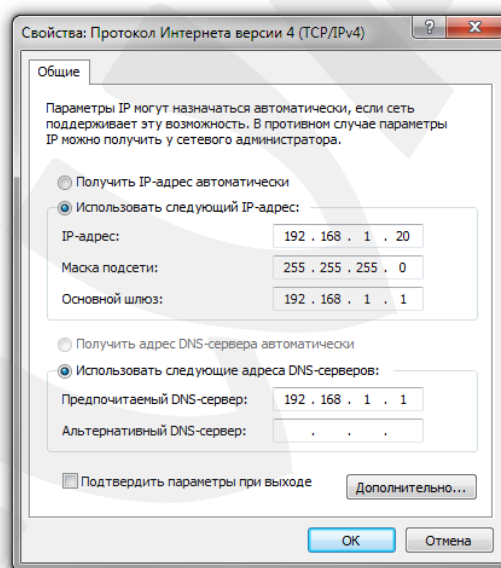 Свойства: Протокол Интернета версии 4 (TCP/IPv4)
Общие
Параметры IP могут назначаться автоматически, если сеть
поддерживает эту возможность. В противном случае параметры
IP можно получить у сетевого администратора.
Получить IP-адрес автоматически
Использовать следующий IP-адрес:
IP-адрес: 192 . 168 . 1 . 20
Маска подсети: 255 . 255 . 255 . 0
Основной шлюз: 192 . 168 . 1 . 1
Получить адрес DNS-сервера автоматически
Использовать следующие адреса DNS-серверов:
Предпочитаемый DNS-сервер: 192 . 168 . 1 . 1
Альтернативный DNS-сервер: . . .
Подтвердить параметры при выходе
Дополнительно...
OK Отмена